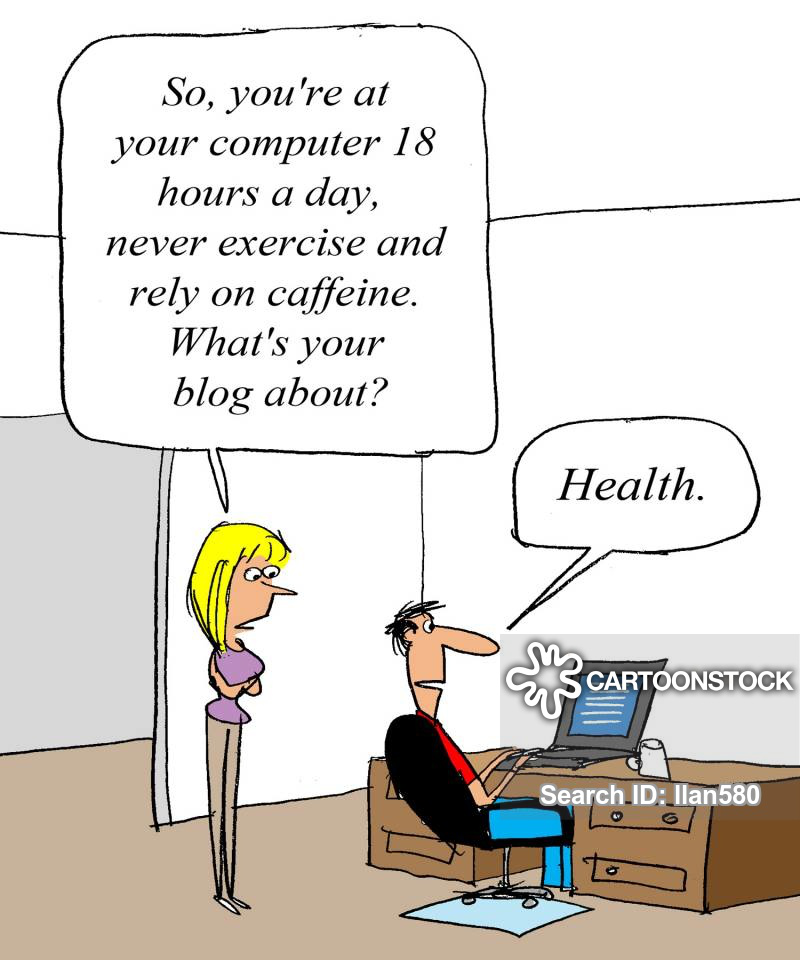 So, you're at
your computer 18
hours a day,
never exercise and
rely on caffeine.
What's your
blog about?
Health.
CARTOONSTOCK
Search ID: llan580